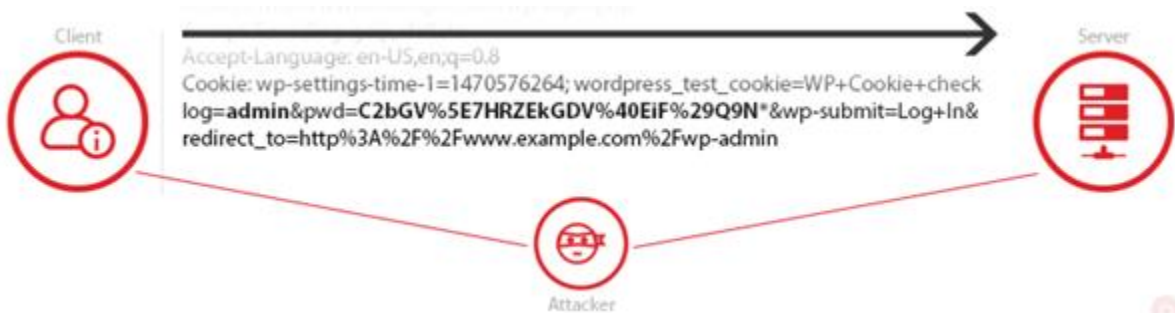 Client
Server
Accept-Language: en-US,en;q=0.8
Cookie: wp-settings-time-1=1470576264; wordpress_test_cookie=WP+Cookie+check
log=admin&pwd=C2bGV%5E7HRZEkGDV%40EiF%29Q9N*&wp-submit=Log+In&
redirect_to=http%3A%2F%2Fwww.example.com%2Fwp-admin
Attacker